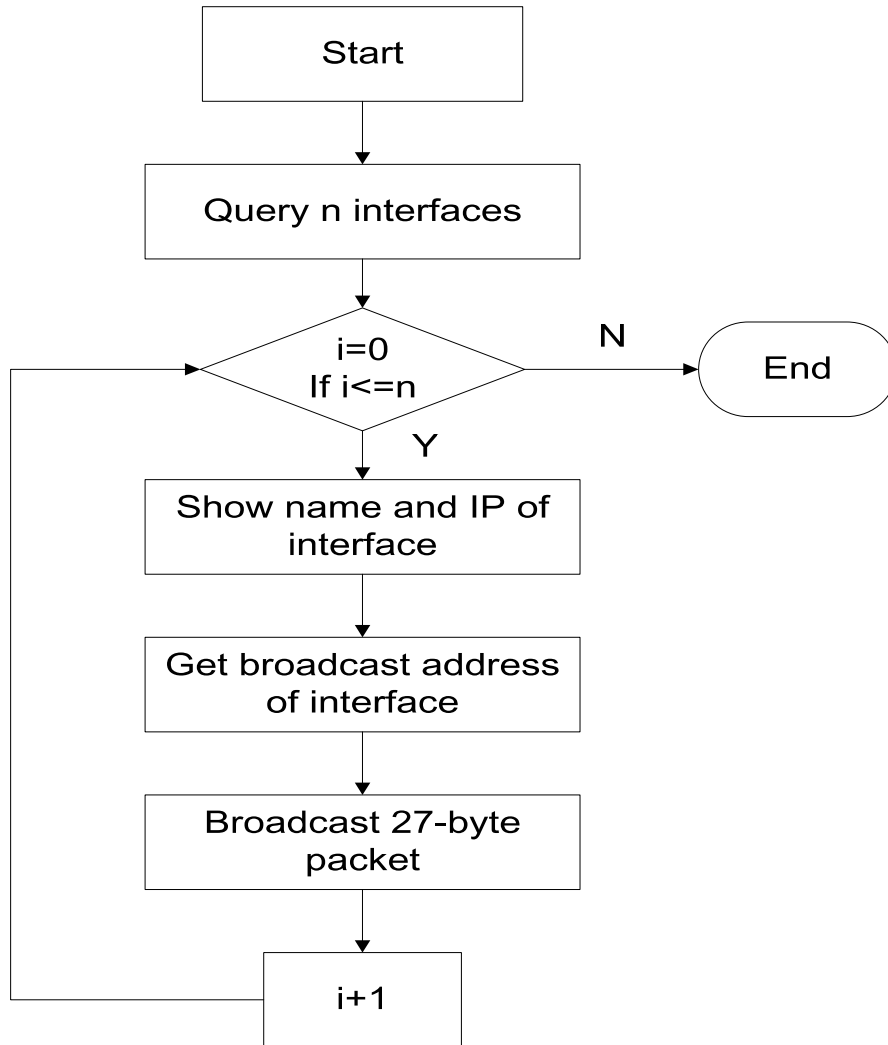 Start
Query n interfaces
i=0
If i<=n
N
End
Y
Show name and IP of
interface
Get broadcast address
of interface
Broadcast 27-byte
packet
i+1